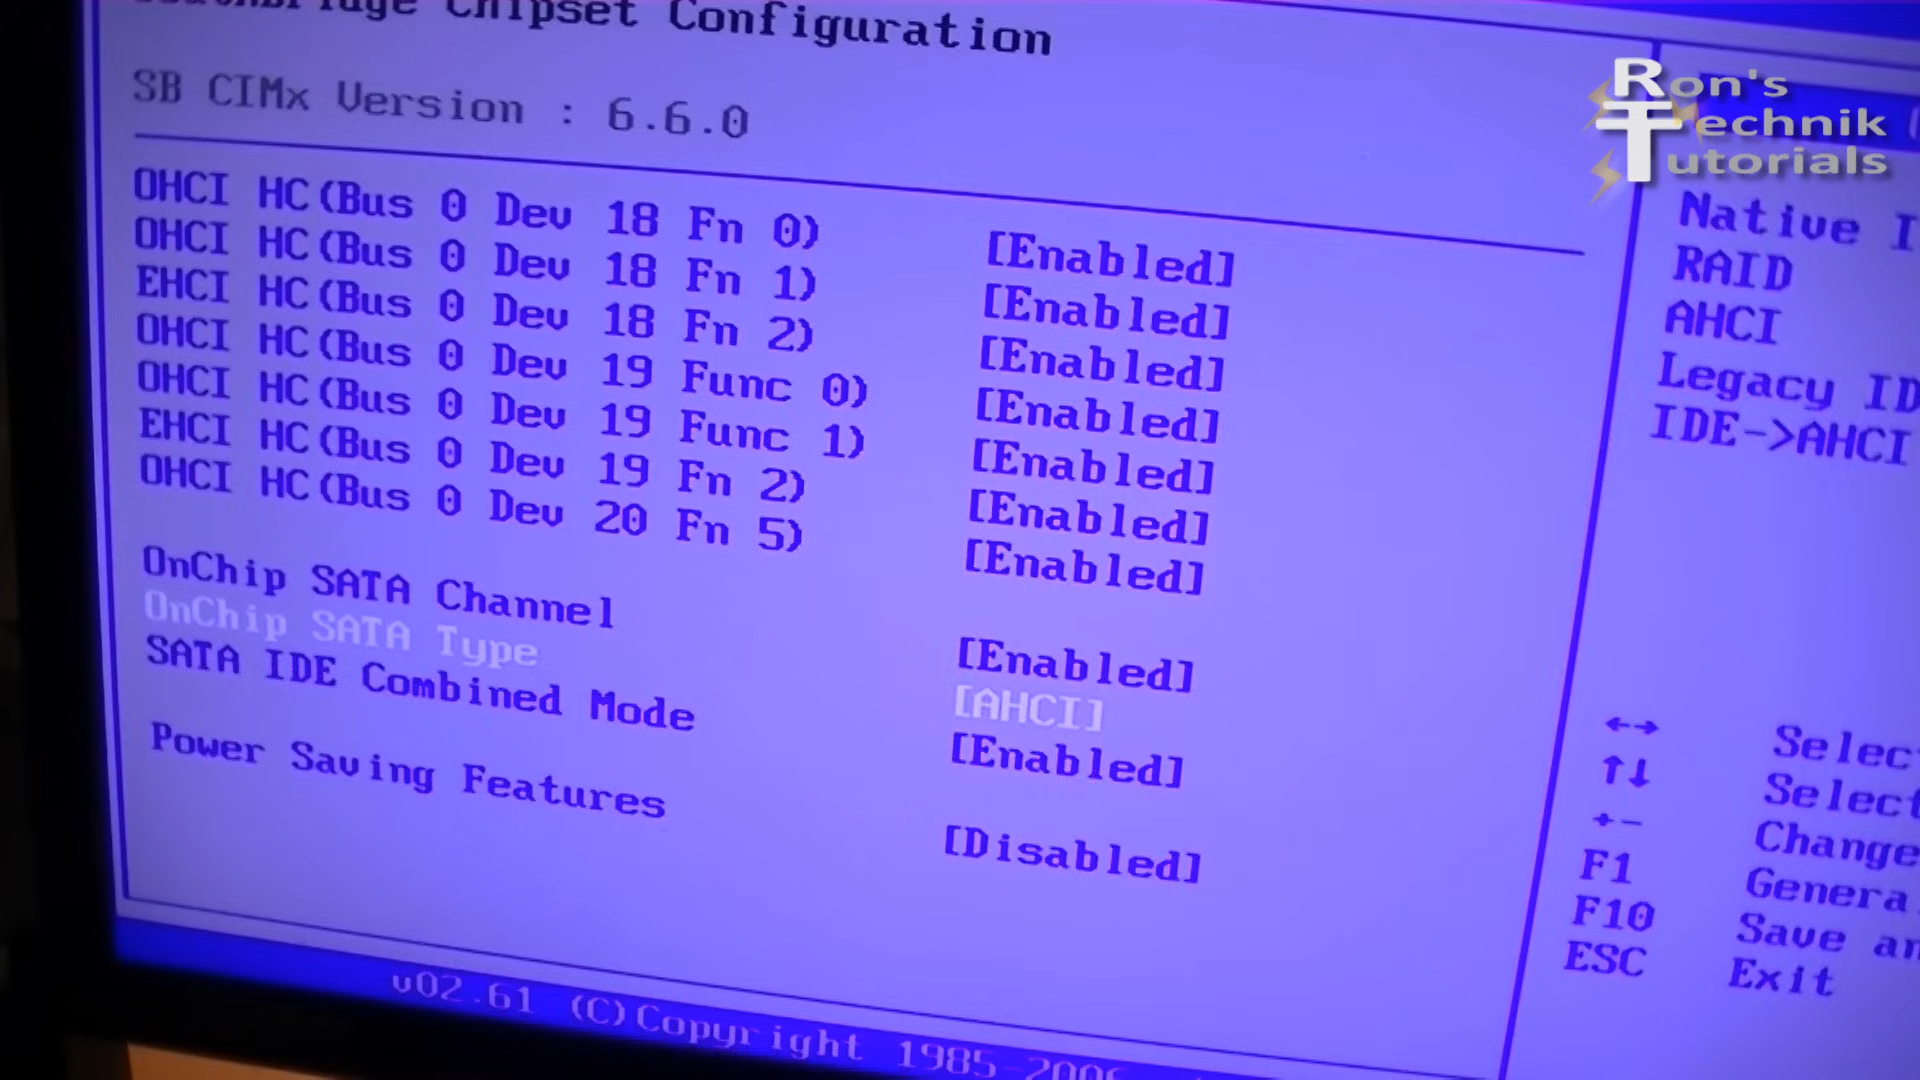 Chipset Configuration
SB CIMx Version : 6.6.0
OHCI HC(Bus 0 Dev 18 Fn 0) [Enabled]
OHCI HC(Bus 0 Dev 18 Fn 1) [Enabled]
EHCI HC(Bus 0 Dev 18 Fn 2) [Enabled]
OHCI HC(Bus 0 Dev 19 Func 0) [Enabled]
OHCI HC(Bus 0 Dev 19 Func 1) [Enabled]
EHCI HC(Bus 0 Dev 19 Fn 2) [Enabled]
OHCI HC(Bus 0 Dev 20 Fn 5) [Enabled]
OnChip SATA Channel [Enabled]
OnChip SATA Type [AHCI]
SATA IDE Combined Mode [Enabled]
Power Saving Features [Disabled]
Ron's
Technik
Tutorials
Native
RAID
AHCI
Legacy
IDE->AHCI
↔ Selec
↑↓ Select
+- Change
F1 Genera
F10 Save an
ESC Exit
v02.61 (C)Copyright 1985-